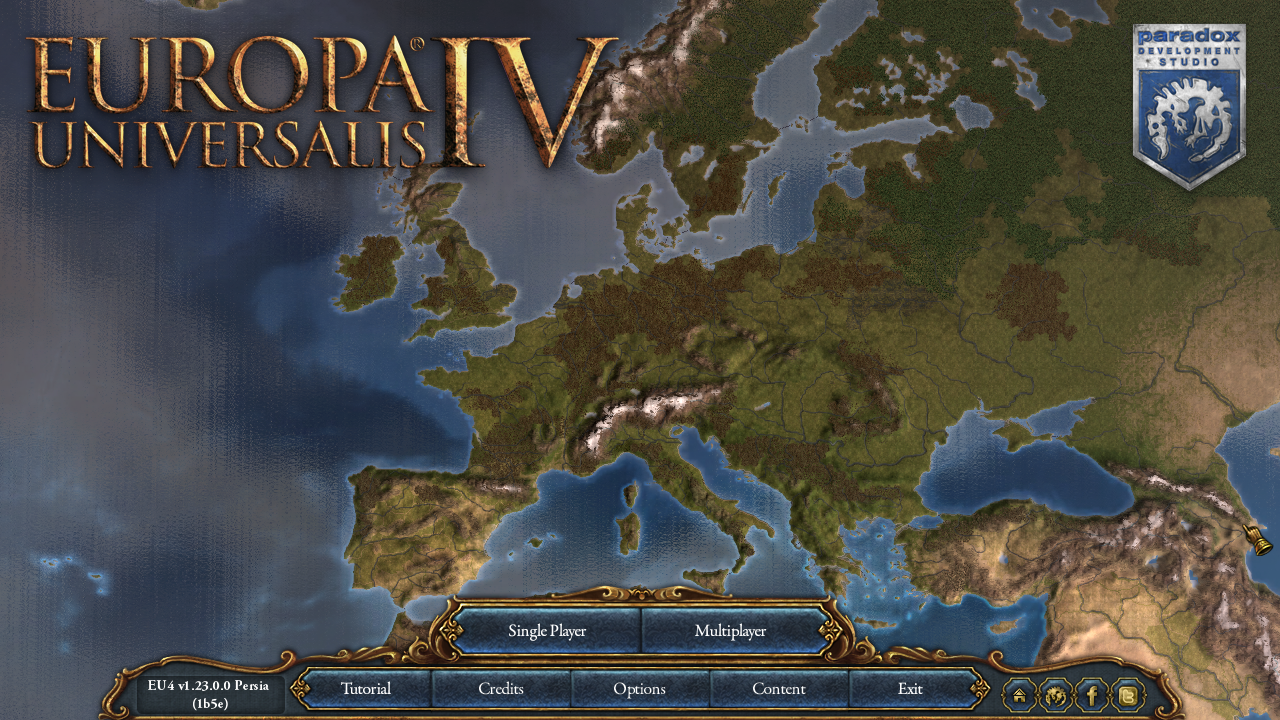 EUROPA® IV
UNIVERSALIS
paradox
DEVELOPMENT
STUDIO
Single Player
Multiplayer
EU4 v1.23.0.0 Persia
(1b5e)
Tutorial
Credits
Options
Content
Exit